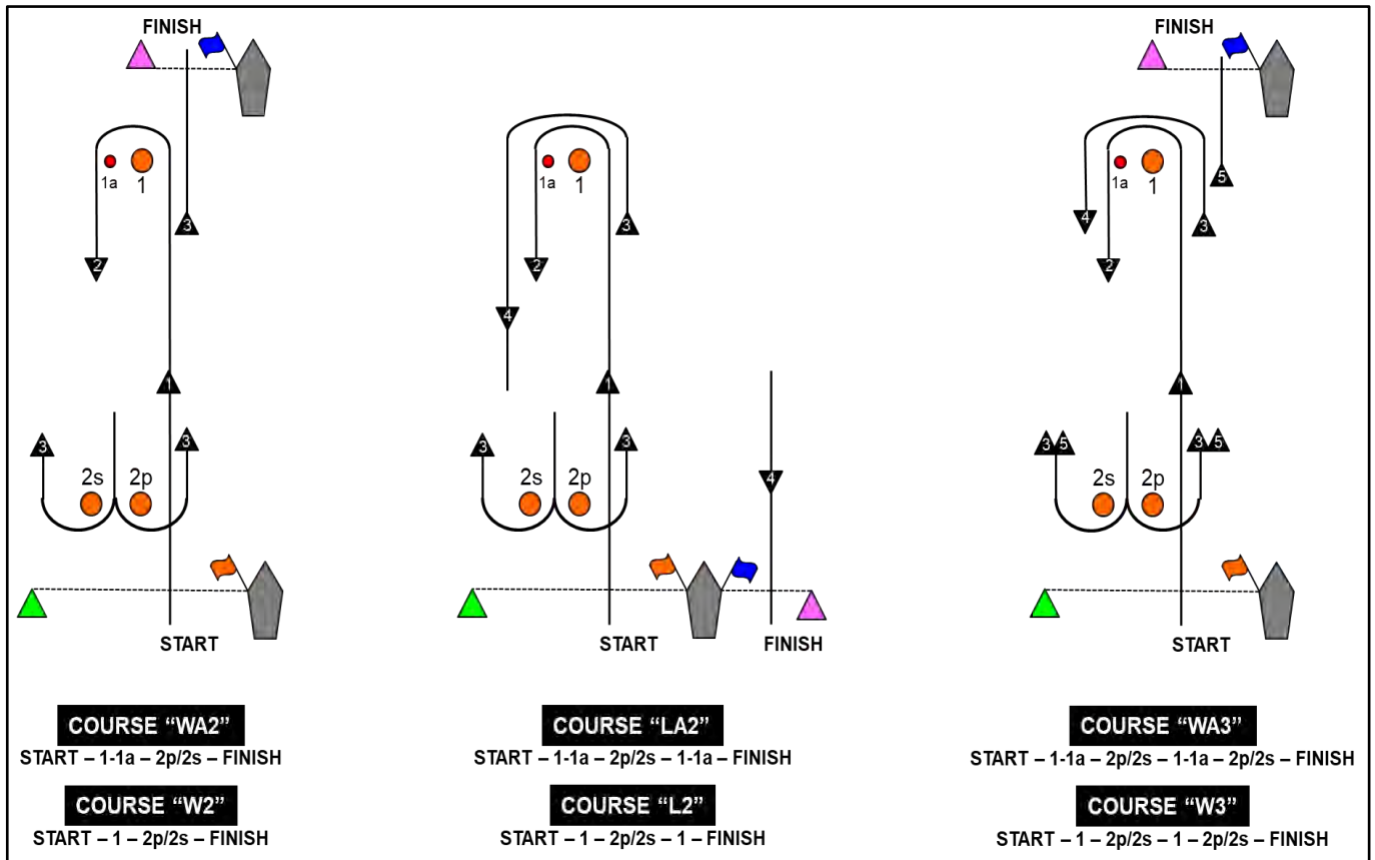 FINISH
1a
1
2
3
1
3
3
2s
2p
START
COURSE “WA2”
START – 1-1a – 2p/2s – FINISH
COURSE “W2”
START – 1 – 2p/2s – FINISH
1a
1
3
2
4
1
3
3
2s
2p
4
START
FINISH
COURSE “LA2”
START – 1-1a – 2p/2s – 1-1a – FINISH
COURSE “L2”
START – 1 – 2p/2s – 1 – FINISH
FINISH
1a
1
5
4
3
2
1
3 5
3 5
2s
2p
START
COURSE “WA3”
START – 1-1a – 2p/2s – 1-1a – 2p/2s – FINISH
COURSE “W3”
START – 1 – 2p/2s – 1 – 2p/2s – FINISH